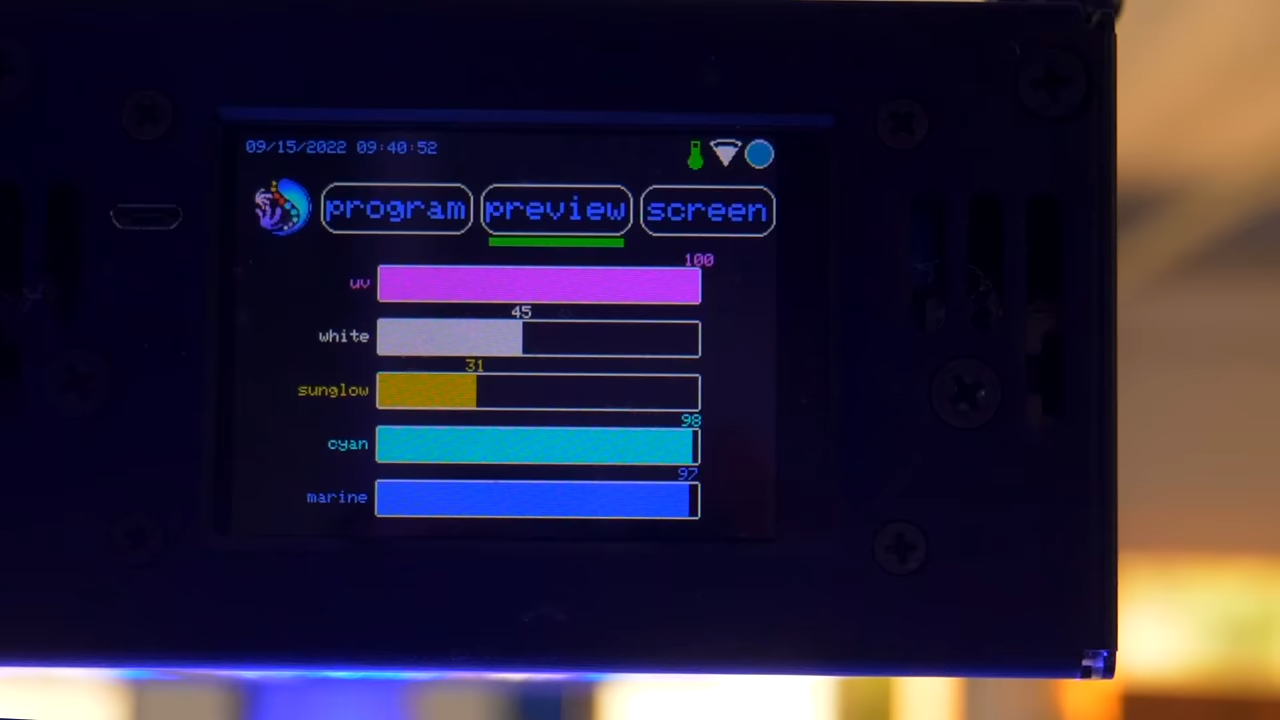 09/15/2022 09:40:52
program preview screen
100
uv
45
white
31
sunglow
98
cyan
97
marine